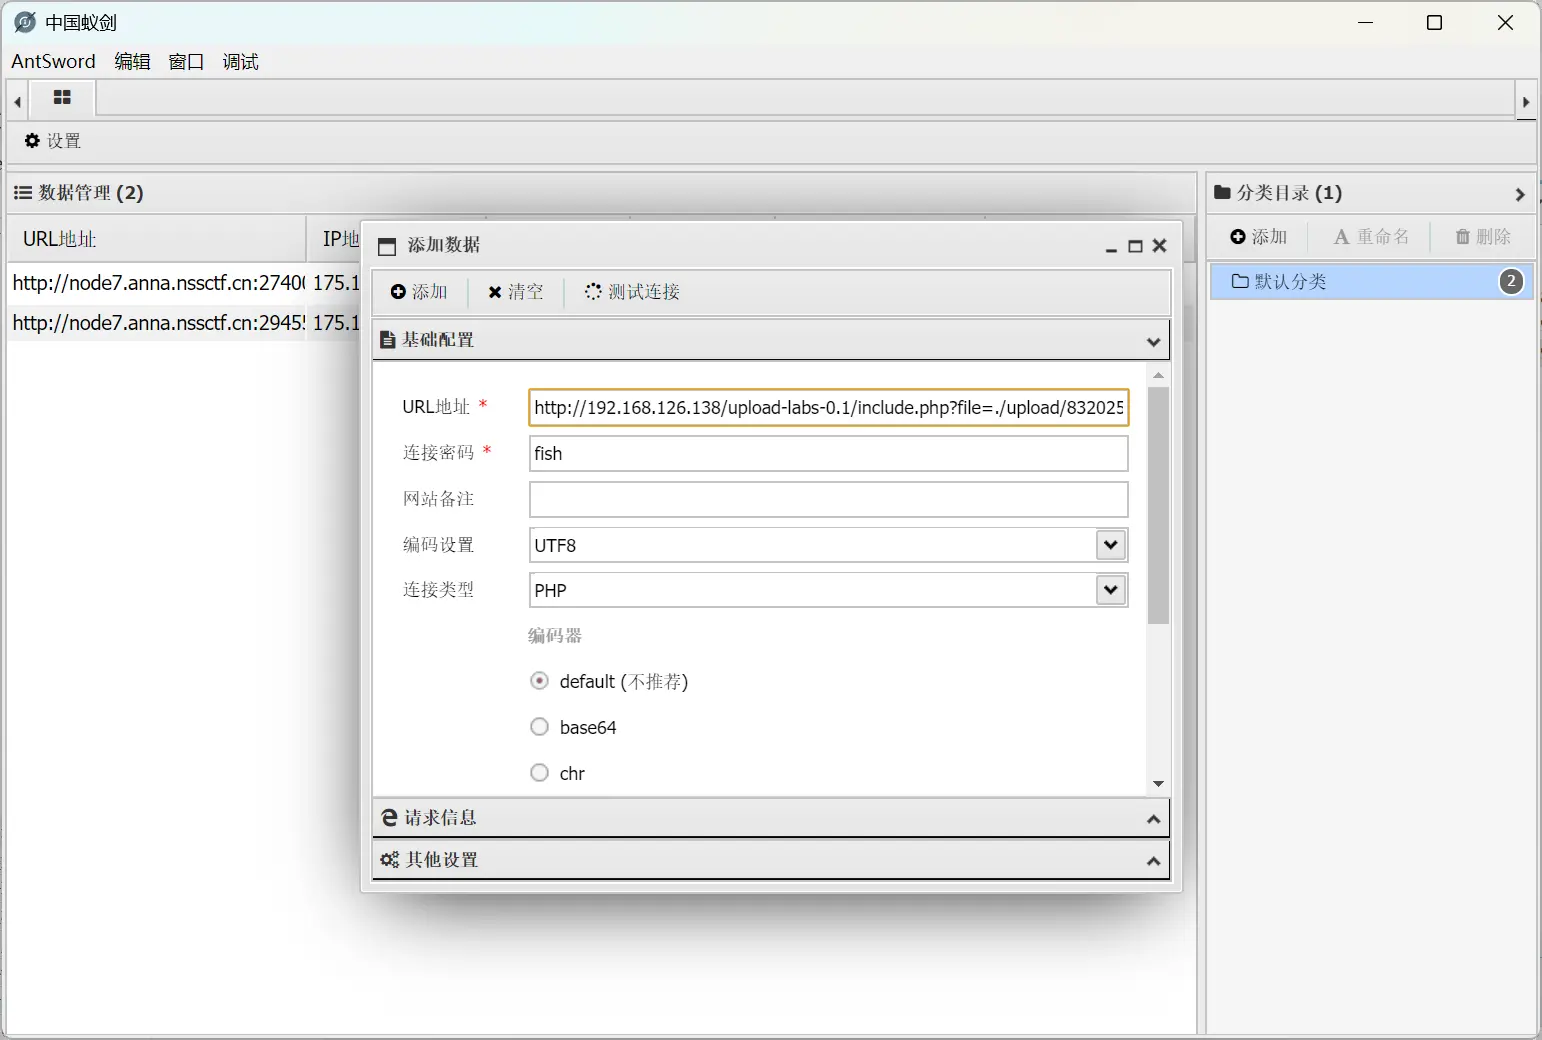 中国蚁剑
AntSword 编辑 窗口 调试
设置
数据管理 (2)
分类目录 (1)
URL地址
IP地
添加 重命名 删除
http://node7.anna.nssctf.cn:2740 175.1
http://node7.anna.nssctf.cn:2945 175.1
默认分类 2
添加数据
添加 清空 测试连接
基础配置
URL地址 * http://192.168.126.138/upload-labs-0.1/include.php?file=./upload/832025
连接密码 * fish
网站备注
编码设置 UTF8
连接类型 PHP
编码器
default (不推荐)
base64
chr
请求信息
其他设置